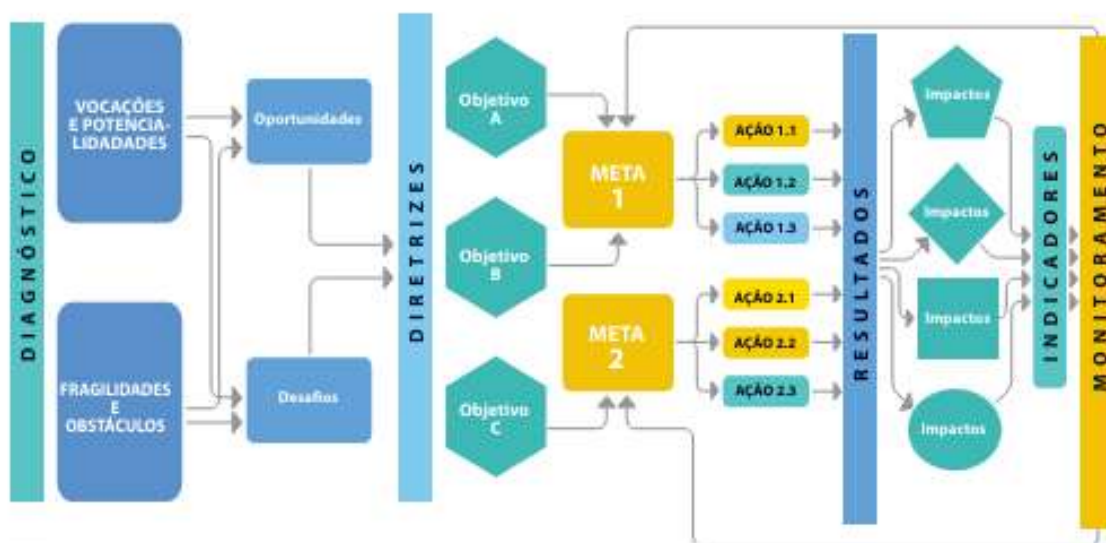 DIAGNÓSTICO
VOCAÇÕES
E POTENCIA-
LIDADADES
FRAGILIDADES
E
OBSTÁCULOS
Oportunidades
Desafios
DIRETRIZES
Objetivo
A
Objetivo
B
Objetivo
C
META
1
META
2
AÇÃO 1.1
AÇÃO 1.2
AÇÃO 1.3
AÇÃO 2.1
AÇÃO 2.2
AÇÃO 2.3
RESULTADOS
Impactos
Impactos
Impactos
Impactos
INDICADORES
MONITORAMENTO